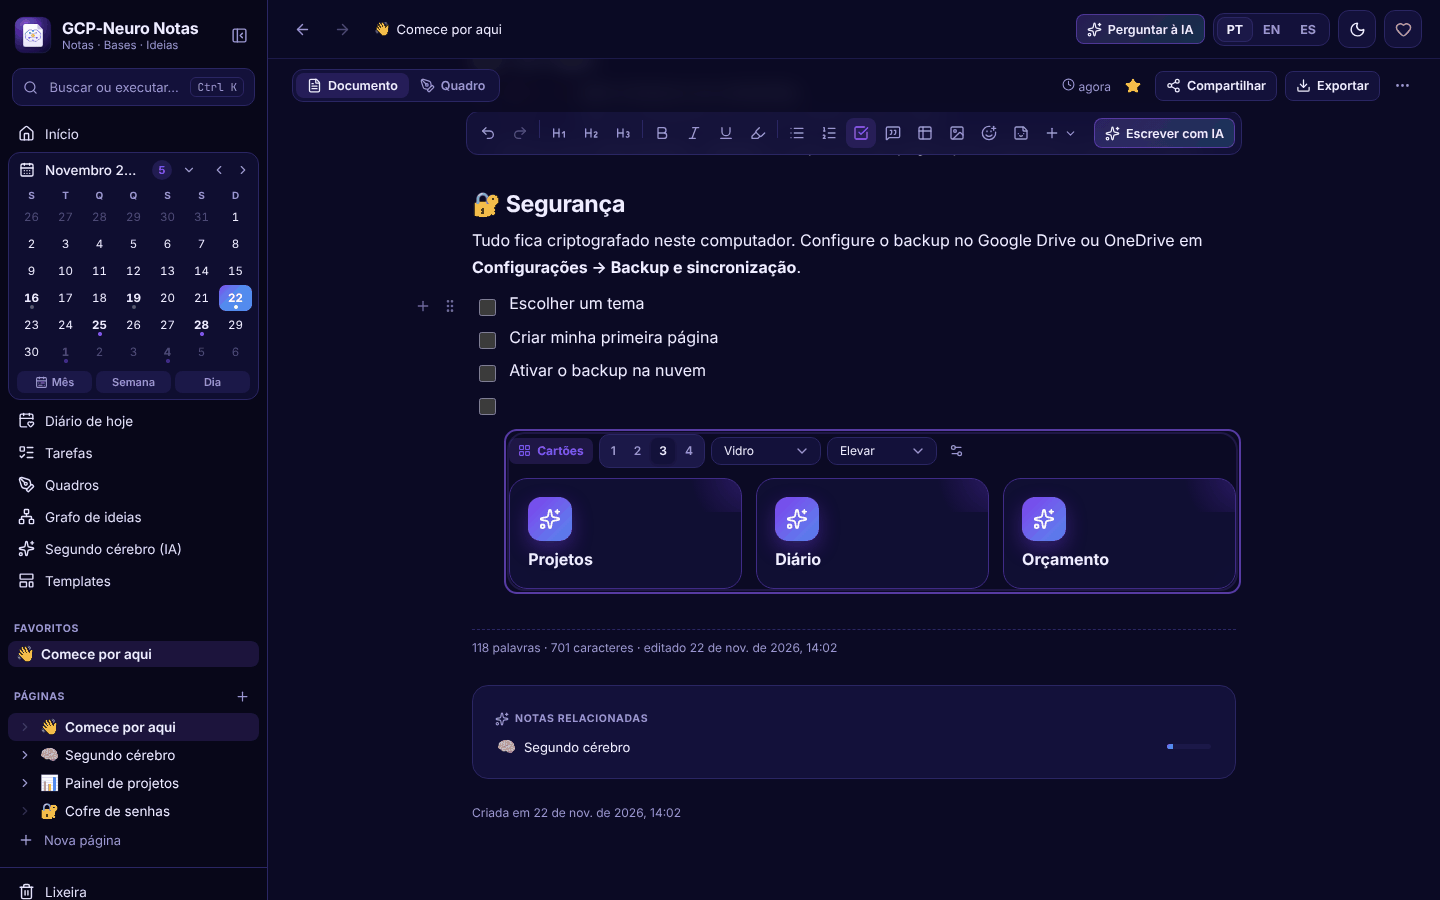 GCP-Neuro Notas
Notas · Bases · Ideias
Buscar ou executar...
Ctrl K
Início
Novembro 2...
5
S T Q Q S S D
26 27 28 29 30 31 1
2 3 4 5 6 7 8
9 10 11 12 13 14 15
16 17 18 19 20 21 22
23 24 25 26 27 28 29
30 1 2 3 4 5 6
Mês
Semana
Dia
Diário de hoje
Tarefas
Quadros
Grafo de ideias
Segundo cérebro (IA)
Templates
FAVORITOS
Comece por aqui
PÁGINAS
Comece por aqui
Segundo cérebro
Painel de projetos
Cofre de senhas
Nova página
Lixeira
Comece por aqui
Perguntar à IA
PT EN ES
Documento
Quadro
agora
Compartilhar
Exportar
H1 H2 H3 B I U
Escrever com IA
Segurança
Tudo fica criptografado neste computador. Configure o backup no Google Drive ou OneDrive em
Configurações → Backup e sincronização.
Escolher um tema
Criar minha primeira página
Ativar o backup na nuvem
Cartões
1 2 3 4
Vidro
Elevar
Projetos
Diário
Orçamento
118 palavras · 701 caracteres · editado 22 de nov. de 2026, 14:02
NOTAS RELACIONADAS
Segundo cérebro
Criada em 22 de nov. de 2026, 14:02